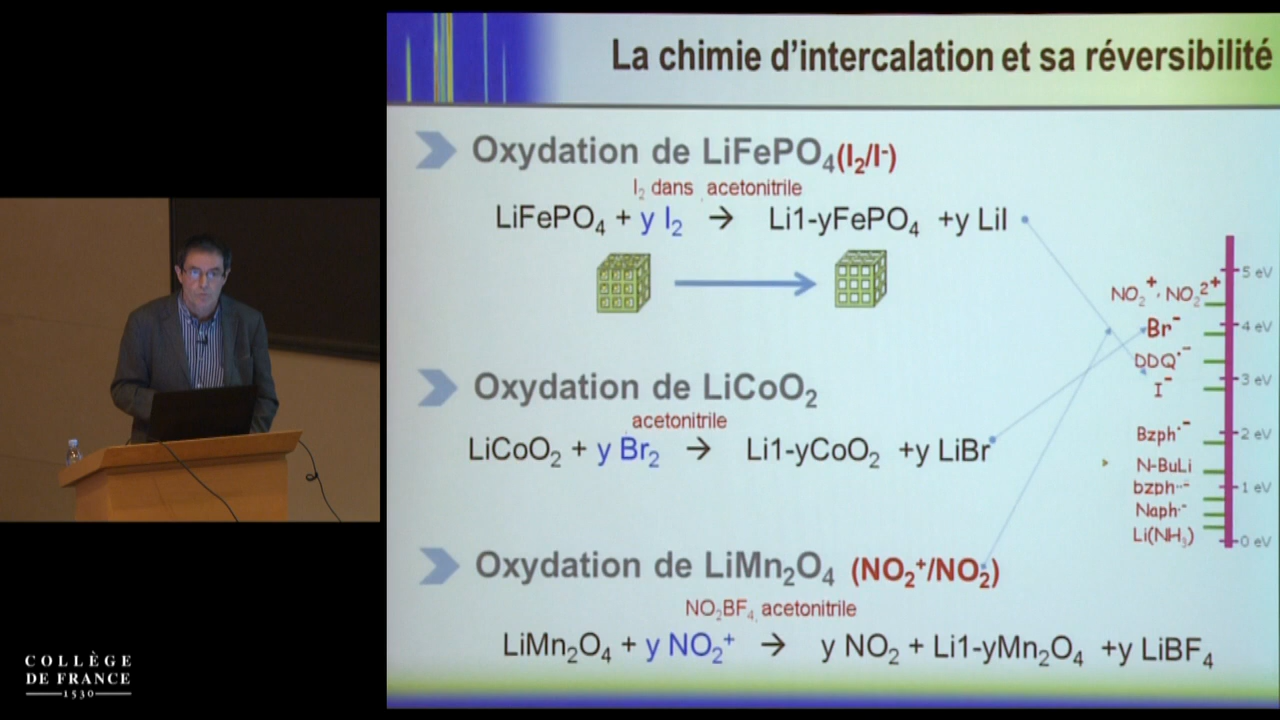 La chimie d'intercalation et sa réversibilité
Oxydation de LiFePO4(I2/I-)
I2 dans acetonitrile
LiFePO4 + y I2 → Li1-yFePO4 +y LiI
Oxydation de LiCoO2
acetonitrile
LiCoO2 + y Br2 → Li1-yCoO2 +y LiBr
Oxydation de LiMn2O4 (NO2+/NO2)
NO2BF4, acetonitrile
LiMn2O4 + y NO2+ → y NO2 + Li1-yMn2O4 +y LiBF4
5 eV
NO2+, NO22+
Br-
4 eV
DDQ·-
3 eV
I-
Bzph·-
2 eV
N-BuLi
bzph··-
1 eV
Naph·-
Li(NH3)
0 eV
COLLÈGE
DE FRANCE
1530